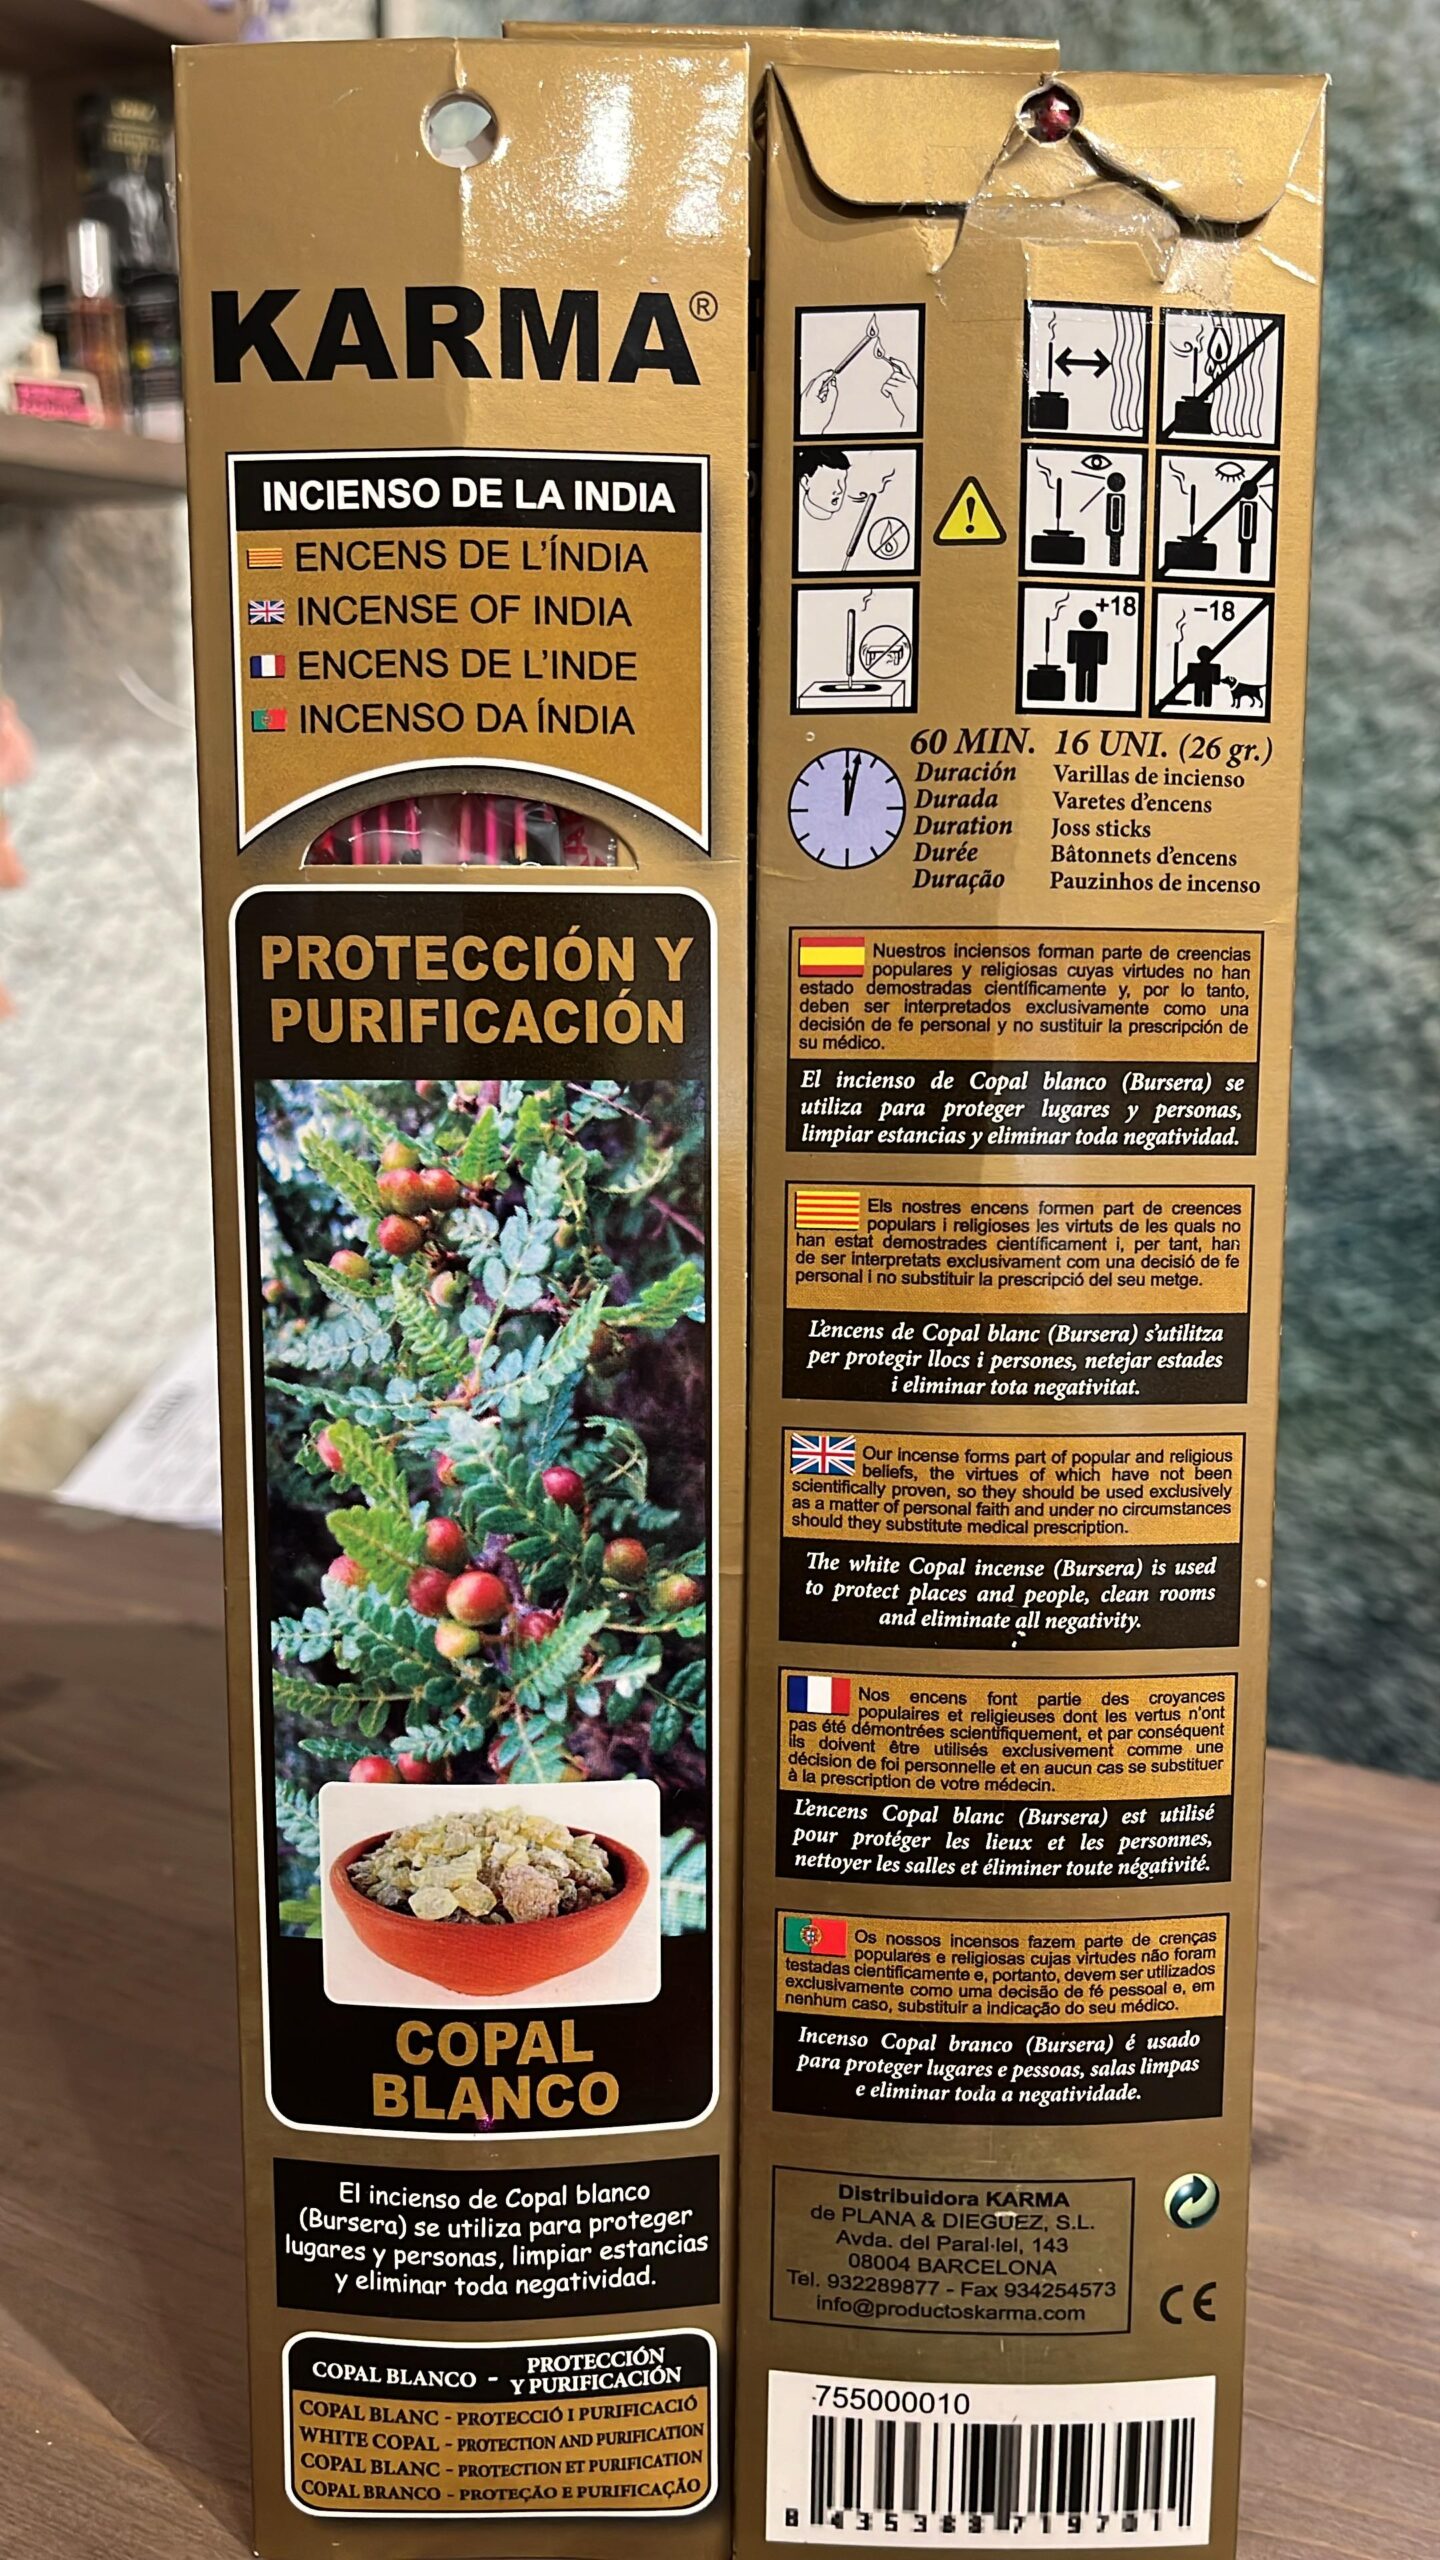 KARMA®
INCIENSO DE LA INDIA
ENCENS DE L'ÍNDIA
INCENSE OF INDIA
ENCENS DE L'INDE
INCENSO DA ÍNDIA
PROTECCIÓN Y
PURIFICACIÓN
COPAL
BLANCO
El incienso de Copal blanco
(Bursera) se utiliza para proteger
lugares y personas, limpiar estancias
y eliminar toda negatividad.
COPAL BLANCO - PROTECCIÓN
Y PURIFICACIÓN
COPAL BLANC - PROTECCIÓ I PURIFICACIÓ
WHITE COPAL - PROTECTION AND PURIFICATION
COPAL BLANC - PROTECTION ET PURIFICATION
COPAL BRANCO - PROTEÇÃO E PURIFICAÇÃO
+18
-18
60 MIN. 16 UNI. (26 gr.)
Duración Varillas de incienso
Durada Varetes d'encens
Duration Joss sticks
Durée Bâtonnets d'encens
Duração Pauzinhos de incenso
Nuestros inciensos forman parte de creencias
populares y religiosas cuyas virtudes no han
estado demostradas científicamente y, por lo tanto,
deben ser interpretados exclusivamente como una
decisión de fe personal y no sustituir la prescripción de
su médico.
El incienso de Copal blanco (Bursera) se
utiliza para proteger lugares y personas,
limpiar estancias y eliminar toda negatividad.
Els nostres encens formen part de creences
populars i religioses les virtuts de les quals no
han estat demostrades científicament i, per tant, han
de ser interpretats exclusivament com una decisió de fe
personal i no substituir la prescripció del seu metge.
L'encens de Copal blanc (Bursera) s'utilitza
per protegir llocs i persones, netejar estades
i eliminar tota negativitat.
Our incense forms part of popular and religious
beliefs, the virtues of which have not been
scientifically proven, so they should be used exclusively
as a matter of personal faith and under no circumstances
should they substitute medical prescription.
The white Copal incense (Bursera) is used
to protect places and people, clean rooms
and eliminate all negativity.
Nos encens font partie des croyances
populaires et religieuses dont les vertus n'ont
pas été démontrées scientifiquement, et par conséquent
ils doivent être utilisés exclusivement comme une
décision de foi personnelle et en aucun cas se substituer
à la prescription de votre médecin.
L'encens Copal blanc (Bursera) est utilisé
pour protéger les lieux et les personnes,
nettoyer les salles et éliminer toute négativité.
Os nossos incensos fazem parte de crenças
populares e religiosas cujas virtudes não foram
testadas cientificamente e, portanto, devem ser utilizados
exclusivamente como uma decisão de fé pessoal e, em
nenhum caso, substituir a indicação do seu médico.
Incenso Copal branco (Bursera) é usado
para proteger lugares e pessoas, salas limpas
e eliminar toda a negatividade.
Distribuidora KARMA
de PLANA & DIEGUEZ, S.L.
Avda. del Paral·lel, 143
08004 BARCELONA
Tel. 932289877 - Fax 934254573
info@productoskarma.com
CE
755000010
8 435388 719701